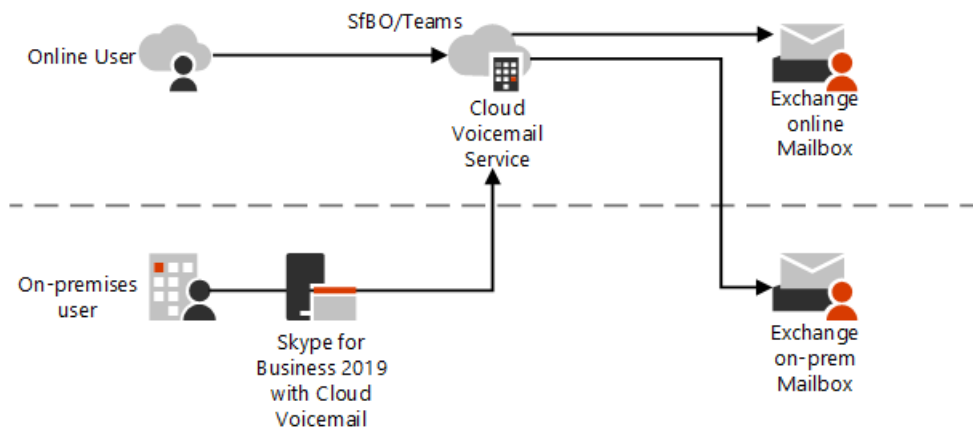 SfBO/Teams
Online User
Cloud
Voicemail
Service
Exchange
online
Mailbox
On-premises
user
Skype for
Business 2019
with Cloud
Voicemail
Exchange
on-prem
Mailbox